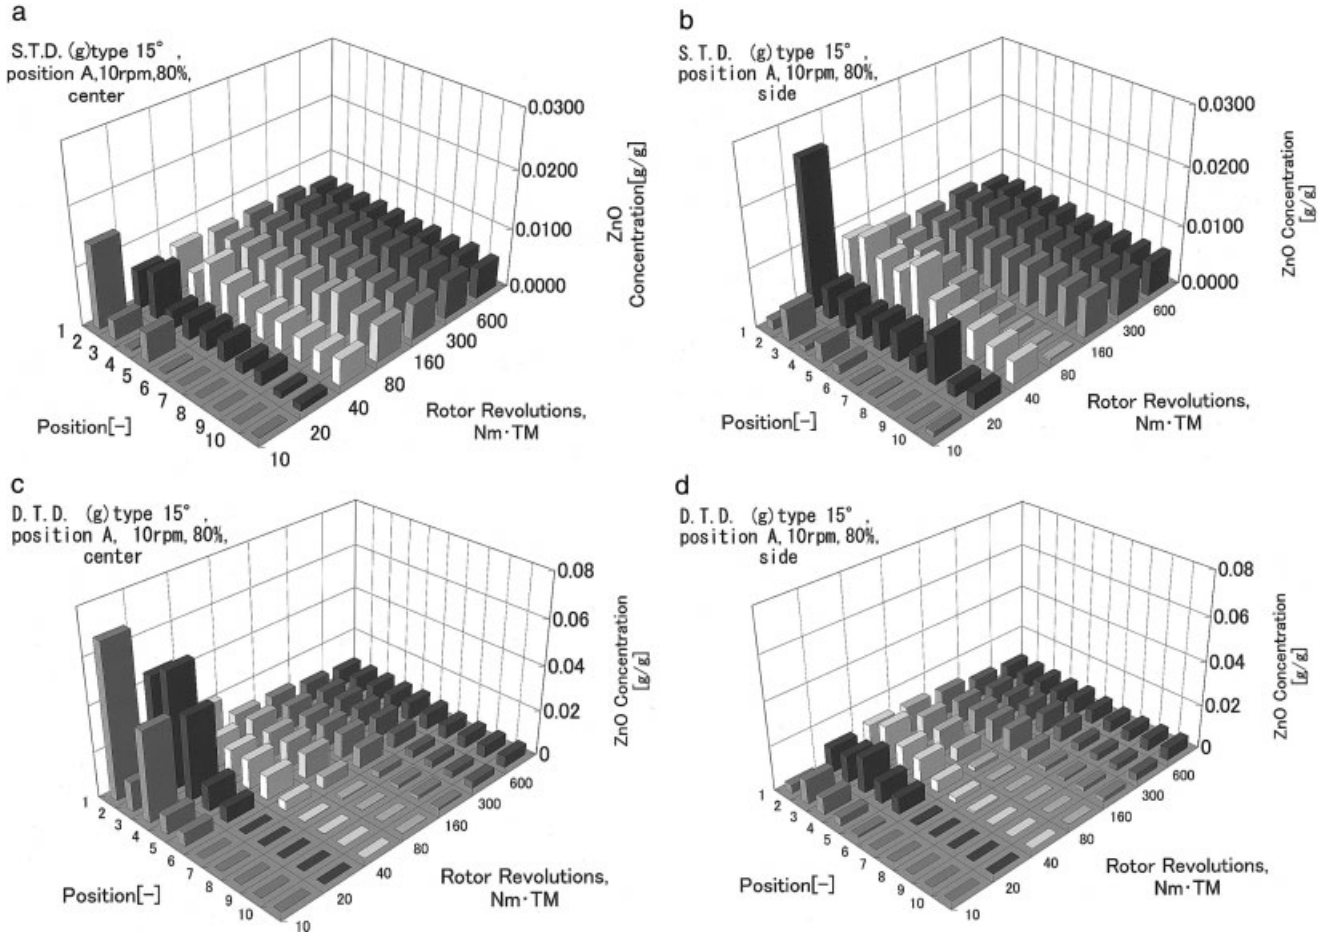 a
S.T.D. (g)type 15° ,
position A,10rpm,80%,
center
0.0300
0.0200
0.0100
0.0000
ZnO
Concentration[g/g]
1
2
3
4
5
6
7
8
9
10
Position[-]
10
20
40
80
160
300
600
Rotor Revolutions,
Nm・TM
b
S.T.D. (g)type 15° ,
position A,10rpm,80%,
side
0.0300
0.0200
0.0100
0.0000
ZnO Concentration
[g/g]
1
2
3
4
5
6
7
8
9
10
Position[-]
10
20
40
80
160
300
600
Rotor Revolutions,
Nm・TM
c
D.T.D. (g)type 15° ,
position A, 10rpm,80%,
center
0.08
0.06
0.04
0.02
0
ZnO Concentration
[g/g]
1
2
3
4
5
6
7
8
9
10
Position[-]
10
20
40
80
160
300
600
Rotor Revolutions,
Nm・TM
d
D.T.D. (g)type 15° ,
position A,10rpm,80%,
side
0.08
0.06
0.04
0.02
0
ZnO Concentration
[g/g]
1
2
3
4
5
6
7
8
9
10
Position[-]
10
20
40
80
160
300
600
Rotor Revolutions,
Nm・TM